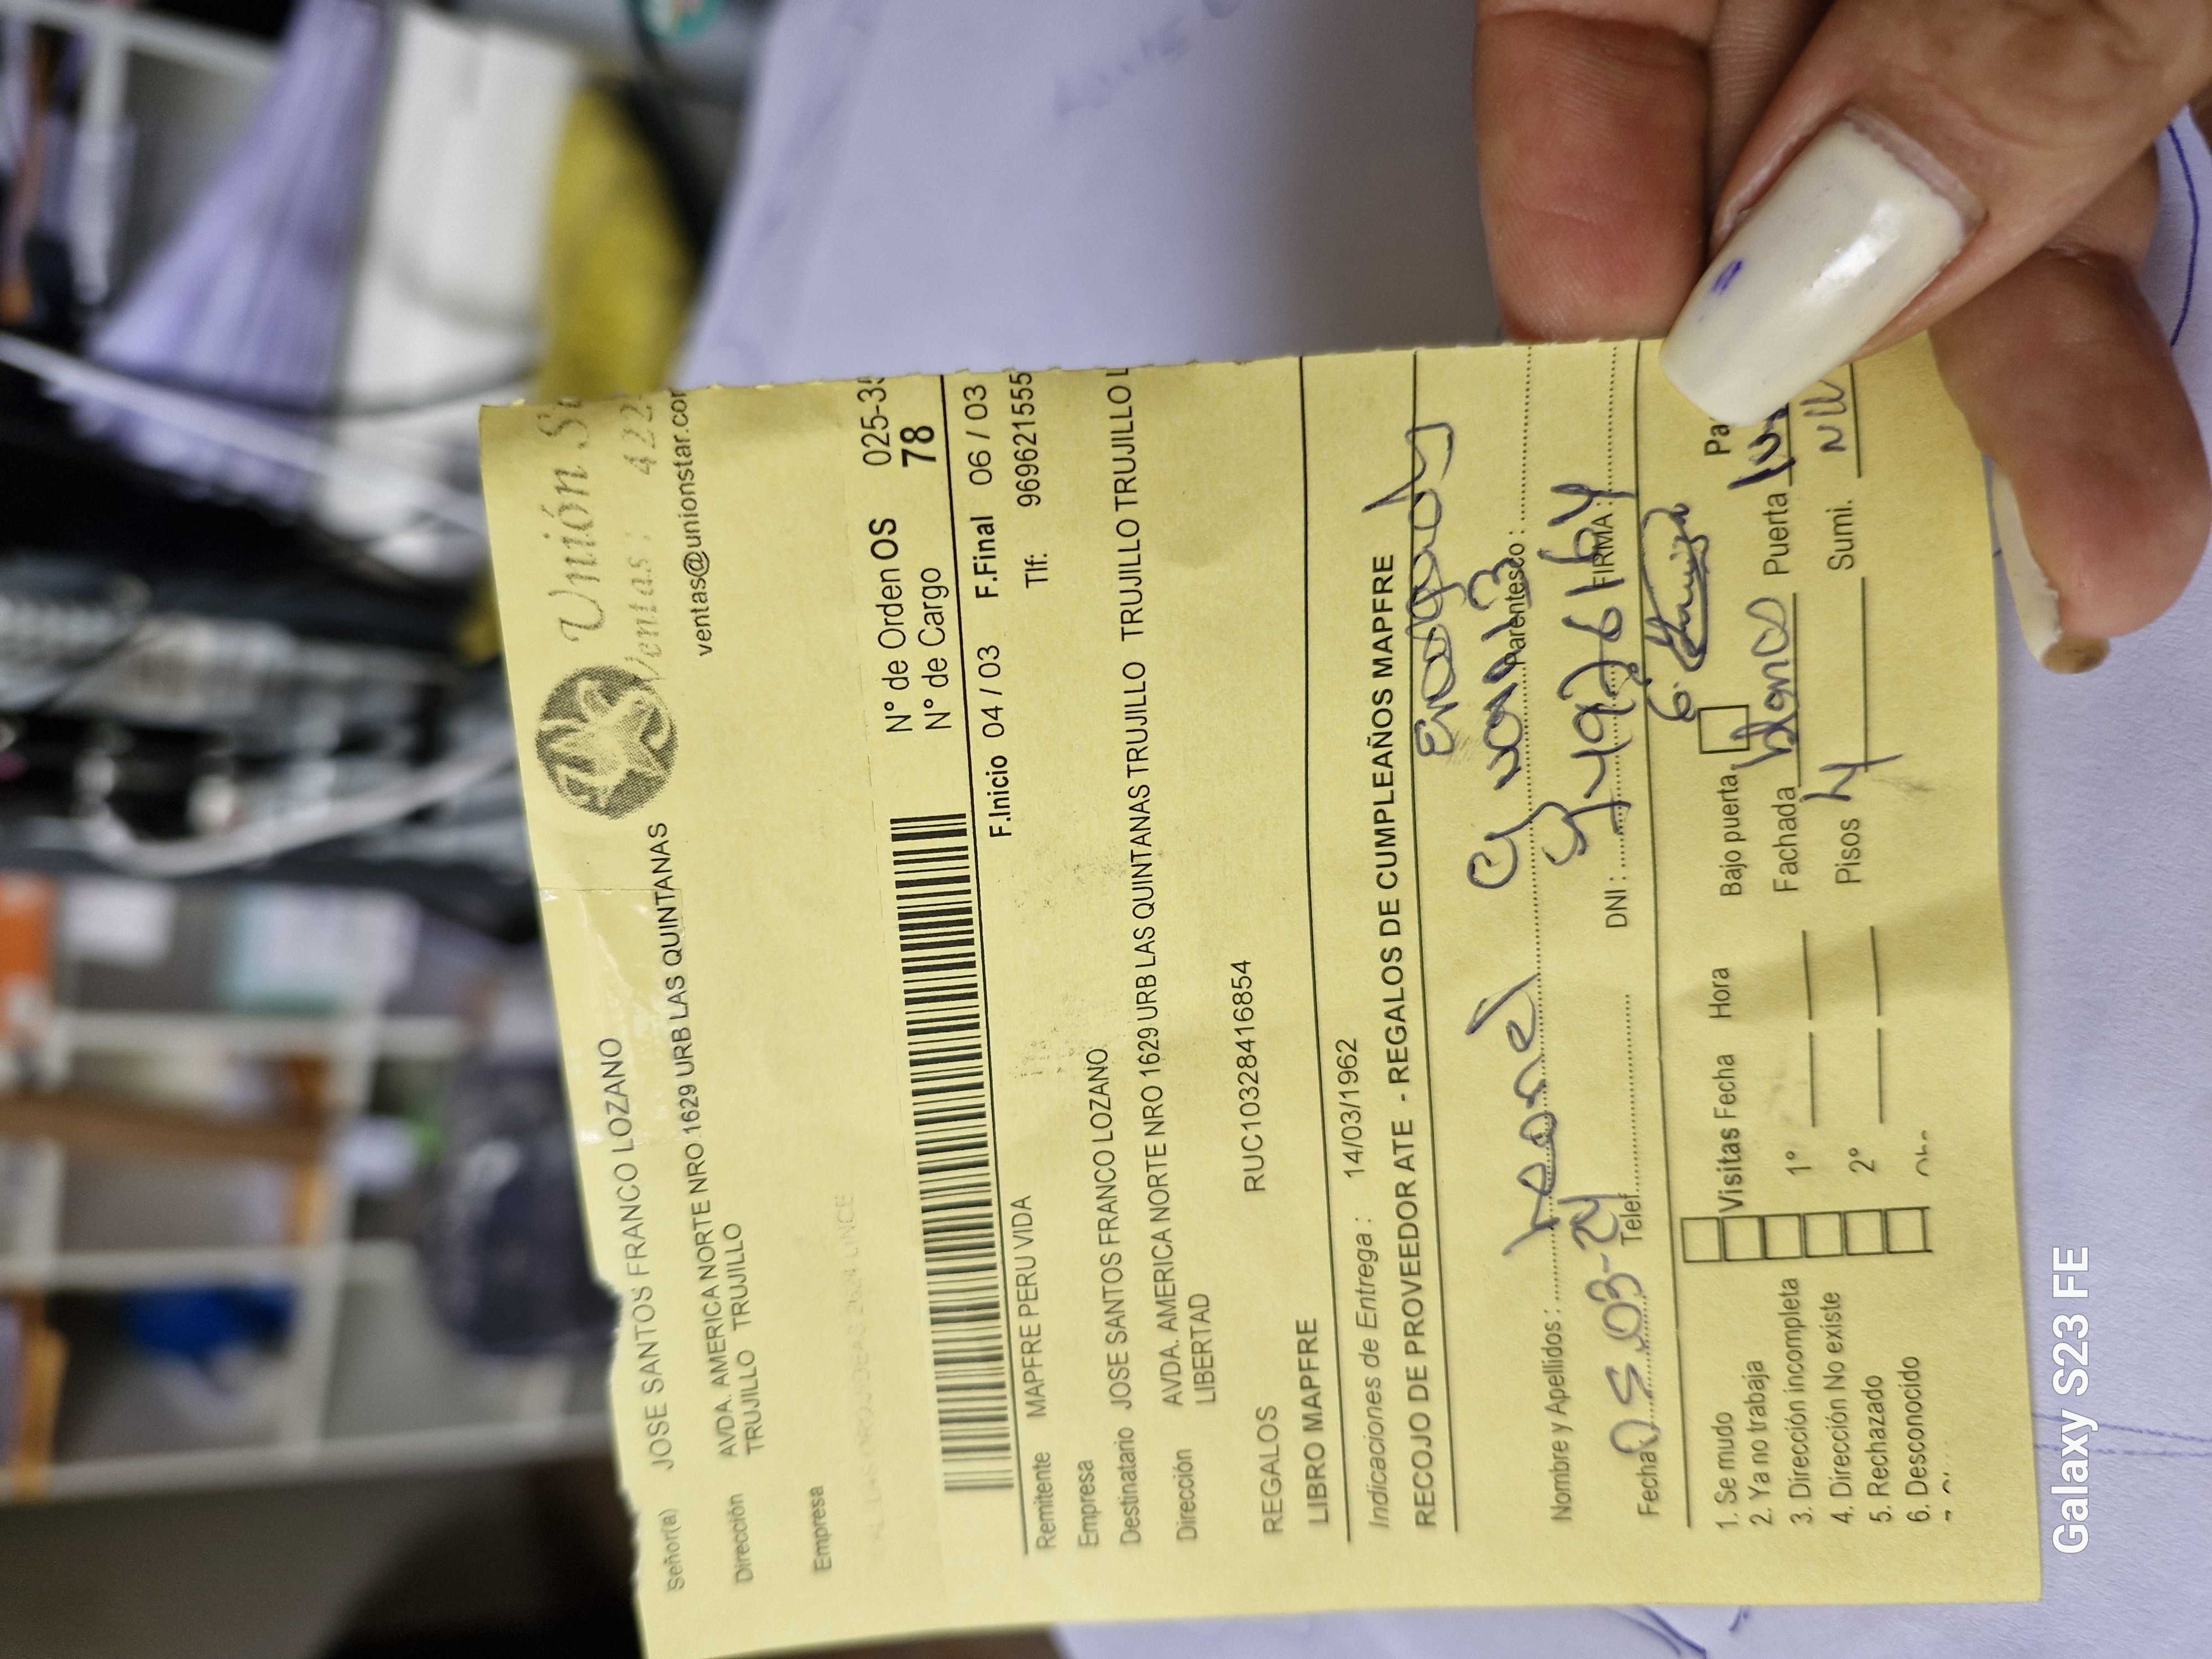 Unión S
Ventas: 422-
ventas@unionstar.com
Señor(a) JOSE SANTOS FRANCO LOZANO
Dirección AVDA. AMERICA NORTE NRO 1629 URB LAS QUINTANAS
TRUJILLO TRUJILLO
Empresa
N° de Orden OS 025-35
N° de Cargo 78
F.Inicio 04 / 03 F.Final 06 / 03
Remitente MAPFRE PERU VIDA Tlf: 969621555
Empresa
Destinatario JOSE SANTOS FRANCO LOZANO
Dirección AVDA. AMERICA NORTE NRO 1629 URB LAS QUINTANAS TRUJILLO TRUJILLO TRUJILLO L
LIBERTAD
RUC10328416854
REGALOS
LIBRO MAPFRE
Indicaciones de Entrega : 14/03/1962
RECOJO DE PROVEEDOR ATE - REGALOS DE CUMPLEAÑOS MAPFRE
Nombre y Apellidos : Parentesco :
Fecha 05-03-24 Telef. DNI : FIRMA :
1. Se mudo
2. Ya no trabaja
3. Dirección incompleta
4. Dirección No existe
5. Rechazado
6. Desconocido
Visitas Fecha Hora
1°
2°
Bajo puerta Pa
Fachada blanco Puerta
Pisos 4 Sumi.
Galaxy S23 FE